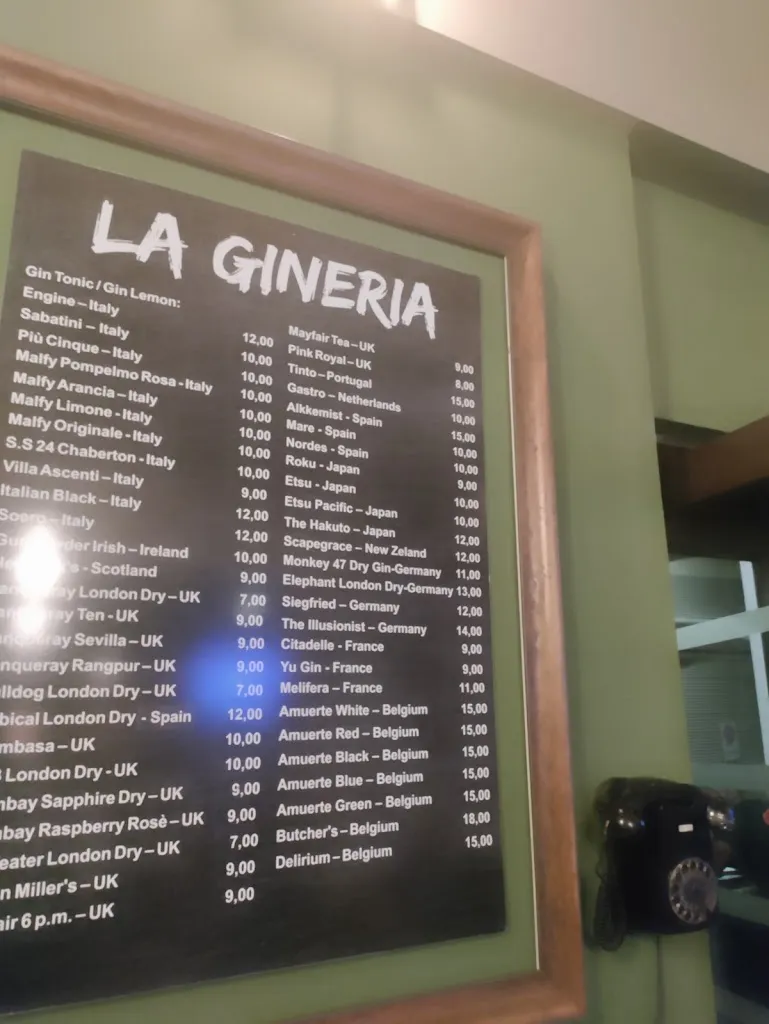 LA GINERIA
Gin Tonic / Gin Lemon:
Engine – Italy 12,00
Sabatini – Italy 10,00
Più Cinque – Italy 10,00
Malfy Pompelmo Rosa - Italy 10,00
Malfy Arancia – Italy 10,00
Malfy Limone - Italy 10,00
Malfy Originale - Italy 10,00
S.S 24 Chaberton - Italy 10,00
Villa Ascenti – Italy 9,00
Italian Black – Italy 12,00
Italy 12,00
Irish – Ireland 10,00
- Scotland 9,00
London Dry – UK 7,00
Ten - UK 9,00
Sevilla – UK 9,00
Rangpur – UK 9,00
London Dry – UK 7,00
London Dry - Spain 12,00
– UK 10,00
London Dry - UK 10,00
Sapphire Dry – UK 9,00
Raspberry Rosè – UK 9,00
London Dry – UK 7,00
Miller's – UK 9,00
6 p.m. – UK 9,00
Mayfair Tea – UK 9,00
Pink Royal – UK 8,00
Tinto – Portugal 15,00
Gastro – Netherlands 10,00
Alkkemist - Spain 15,00
Mare - Spain 10,00
Nordes - Spain 10,00
Roku - Japan 9,00
Etsu - Japan 10,00
Etsu Pacific – Japan 10,00
The Hakuto – Japan 12,00
Scapegrace – New Zeland 12,00
Monkey 47 Dry Gin-Germany 11,00
Elephant London Dry-Germany 13,00
Siegfried – Germany 12,00
The Illusionist – Germany 14,00
Citadelle - France 9,00
Yu Gin - France 9,00
Melifera – France 11,00
Amuerte White – Belgium 15,00
Amuerte Red – Belgium 15,00
Amuerte Black – Belgium 15,00
Amuerte Blue – Belgium 15,00
Amuerte Green – Belgium 15,00
Butcher's – Belgium 18,00
Delirium – Belgium 15,00